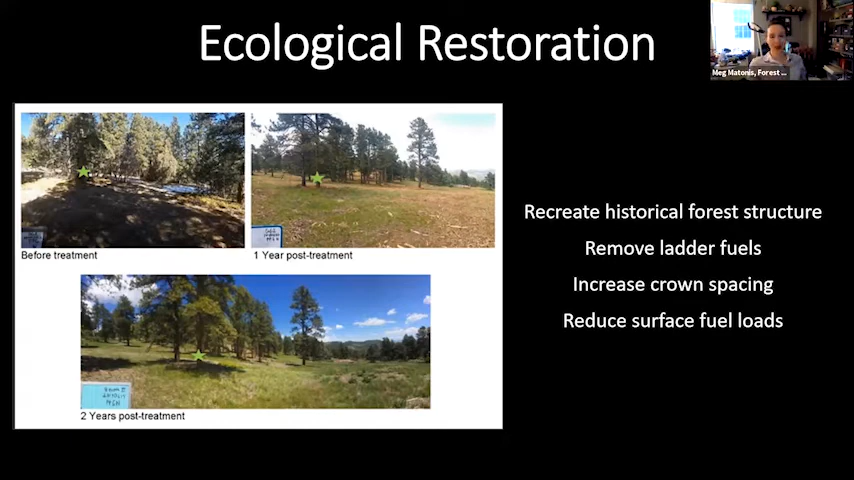 Ecological Restoration
Meg Matonis, Forest ...
Before treatment
1 Year post-treatment
2 Years post-treatment
Recreate historical forest structure
Remove ladder fuels
Increase crown spacing
Reduce surface fuel loads